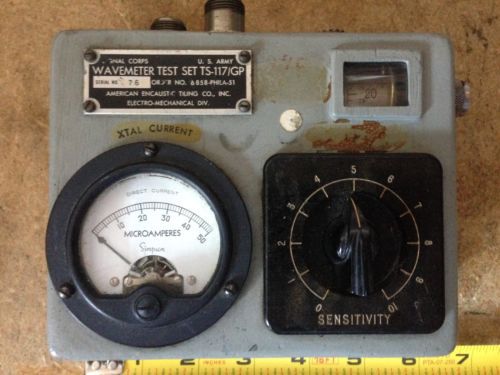 SIGNAL CORPS U. S. ARMY
WAVEMETER TEST SET TS-117/GP
SERIAL NO. 76 ORDER NO. 6858-PHILA-51
AMERICAN ENCAUSTIC TILING CO., INC.
ELECTRO-MECHANICAL DIV.
20
XTAL CURRENT
DIRECT CURRENT
0 10 20 30 40 50
MICROAMPERES
Simpson
0 1 2 3 4 5 6 7 8 9 10
SENSITIVITY
1 2 3 4 5 6 7